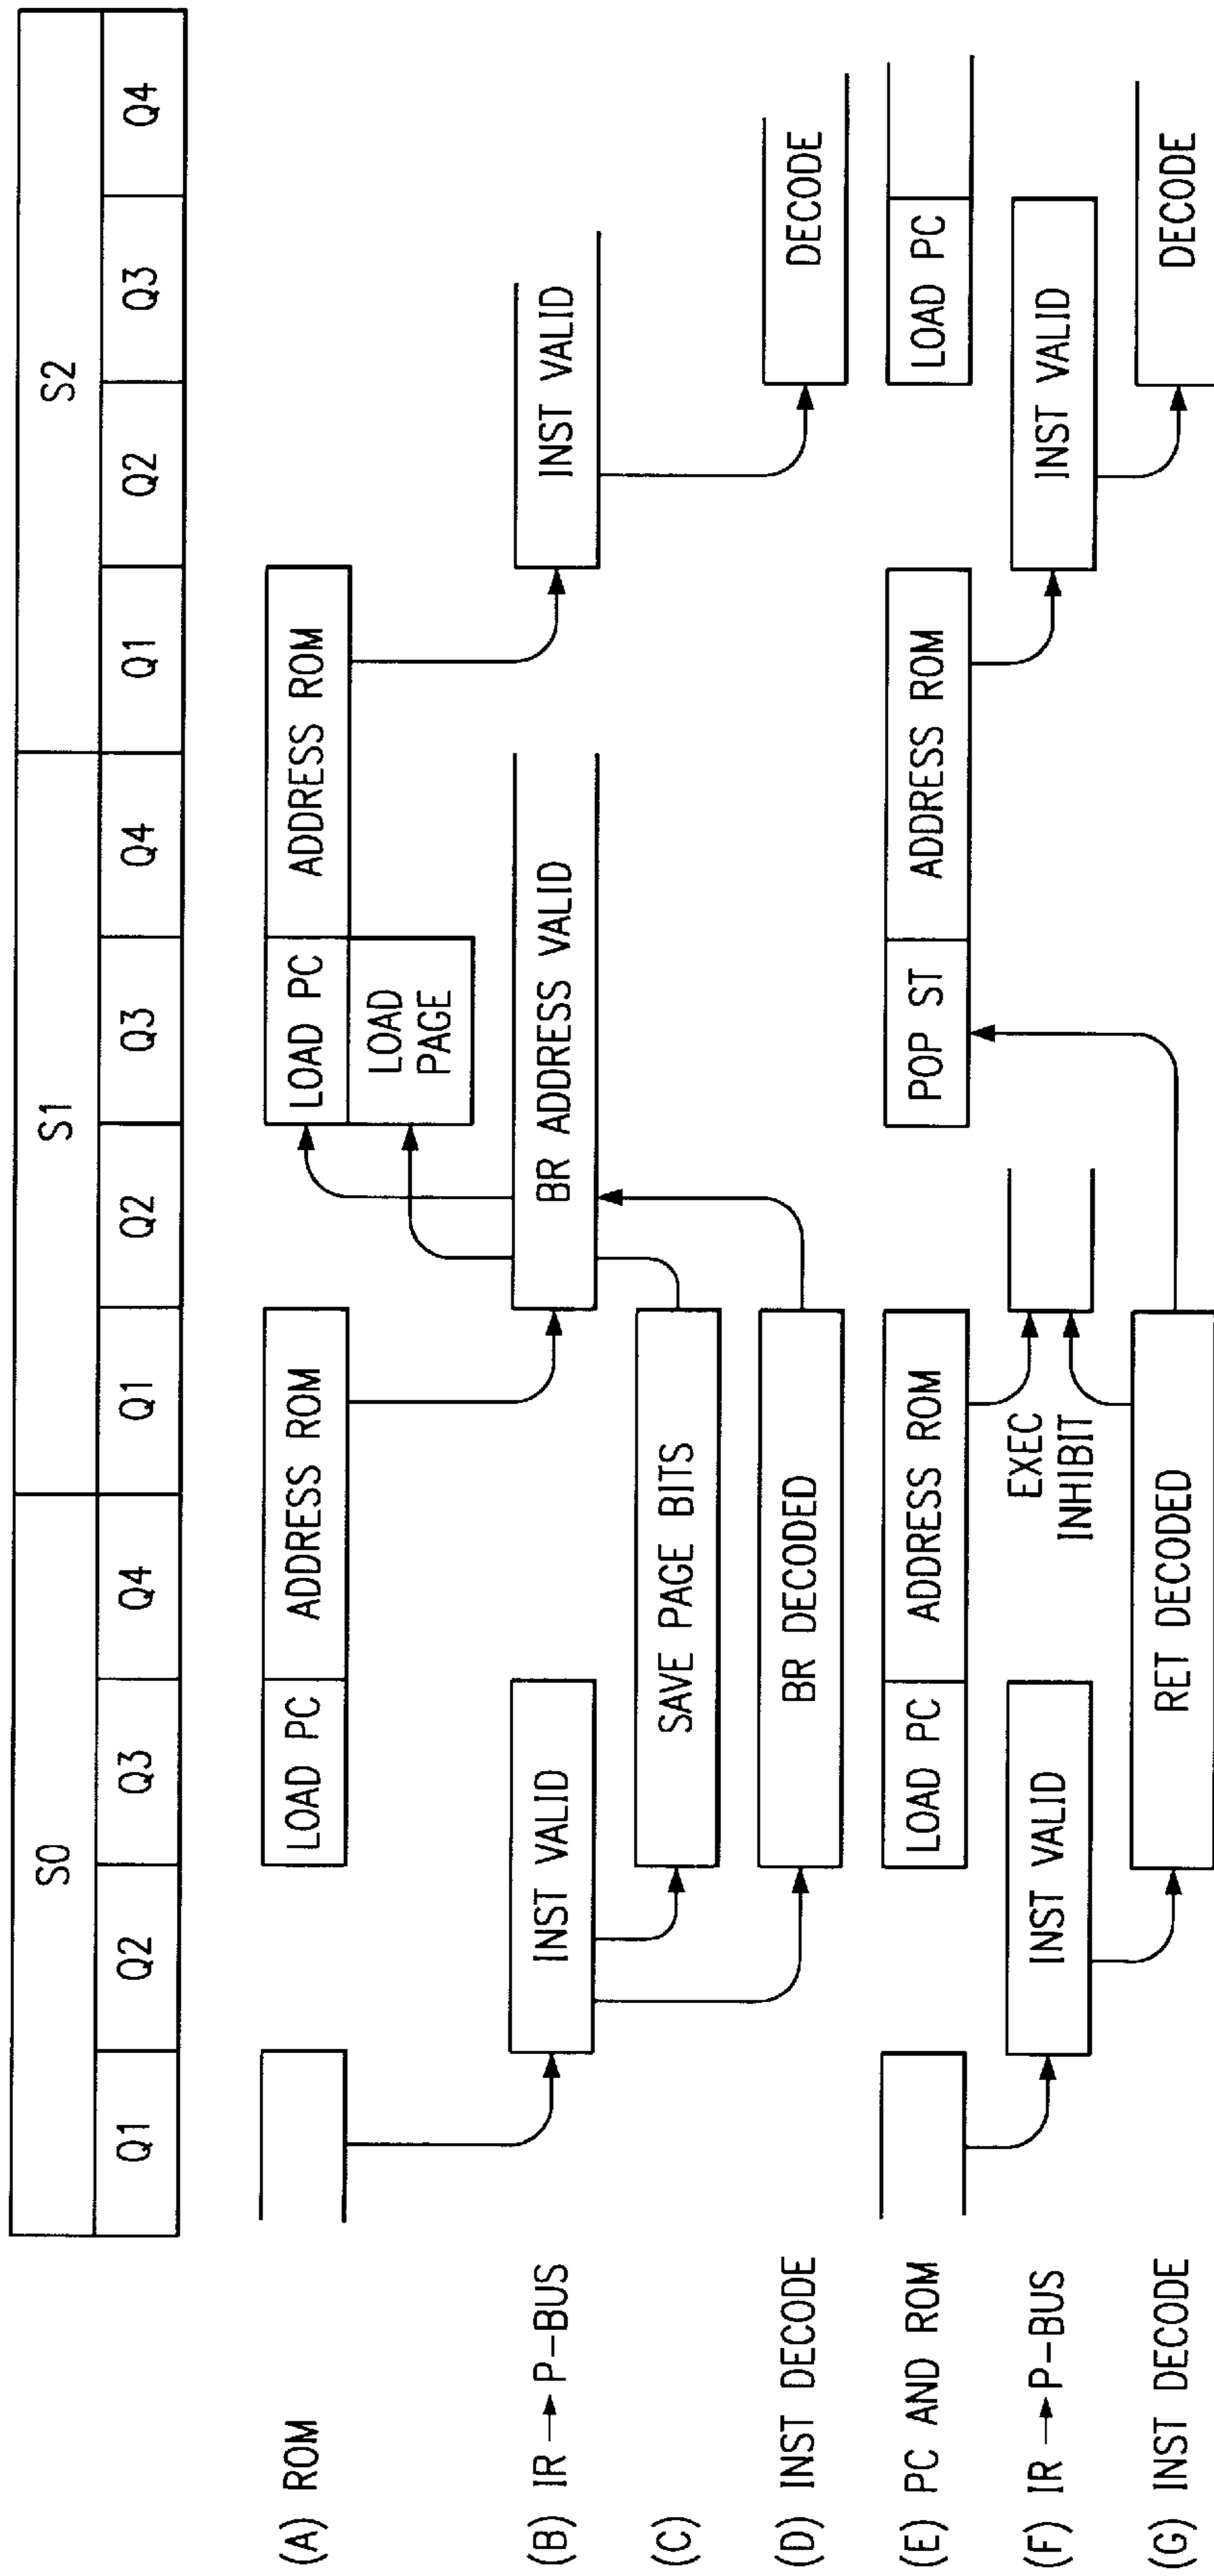 S0 S1 S2
Q1 Q2 Q3 Q4 Q1 Q2 Q3 Q4 Q1 Q2 Q3 Q4
(A) ROM
LOAD PC ADDRESS ROM LOAD PC ADDRESS ROM
LOAD
PAGE
(B) IR → P-BUS
INST VALID BR ADDRESS VALID INST VALID
(C)
SAVE PAGE BITS
(D) INST DECODE
BR DECODED DECODE
(E) PC AND ROM
LOAD PC ADDRESS ROM POP ST ADDRESS ROM LOAD PC
(F) IR → P-BUS
INST VALID
EXEC
INHIBIT
INST VALID
(G) INST DECODE
RET DECODED DECODE